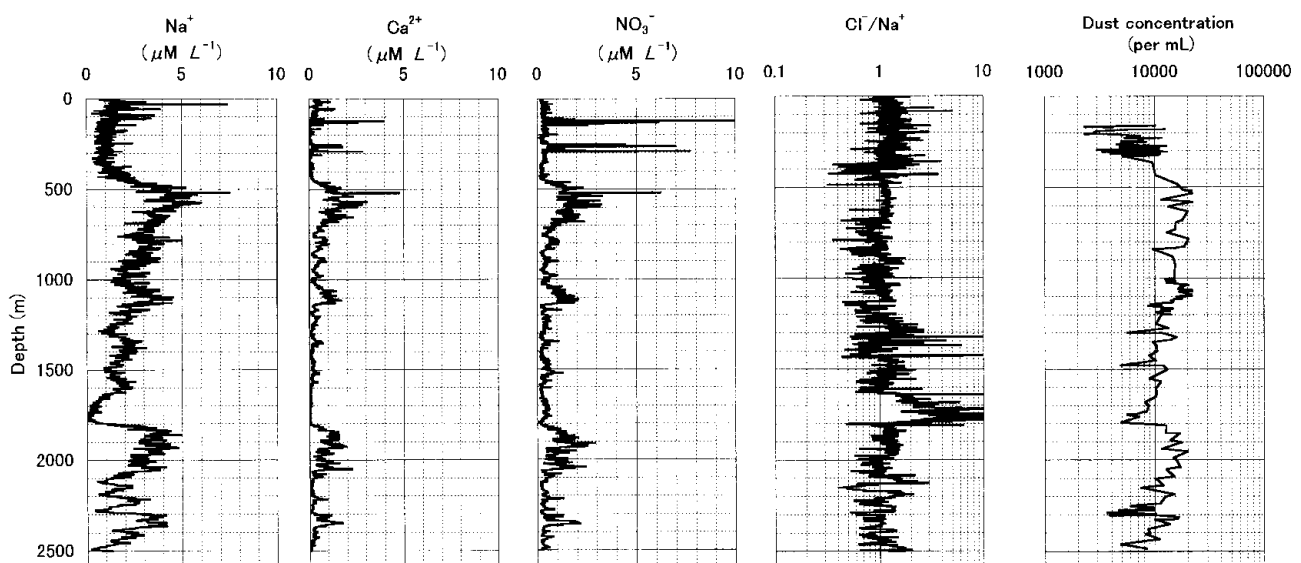 Na⁺ Ca²⁺ NO₃⁻ Cl⁻/Na⁺ Dust concentration
(μM L⁻¹) (μM L⁻¹) (μM L⁻¹) (per mL)
0 5 10 0 5 10 0 5 10 0.1 1 10 1000 10000 100000
0
500
1000
1500
2000
2500
Depth (m)